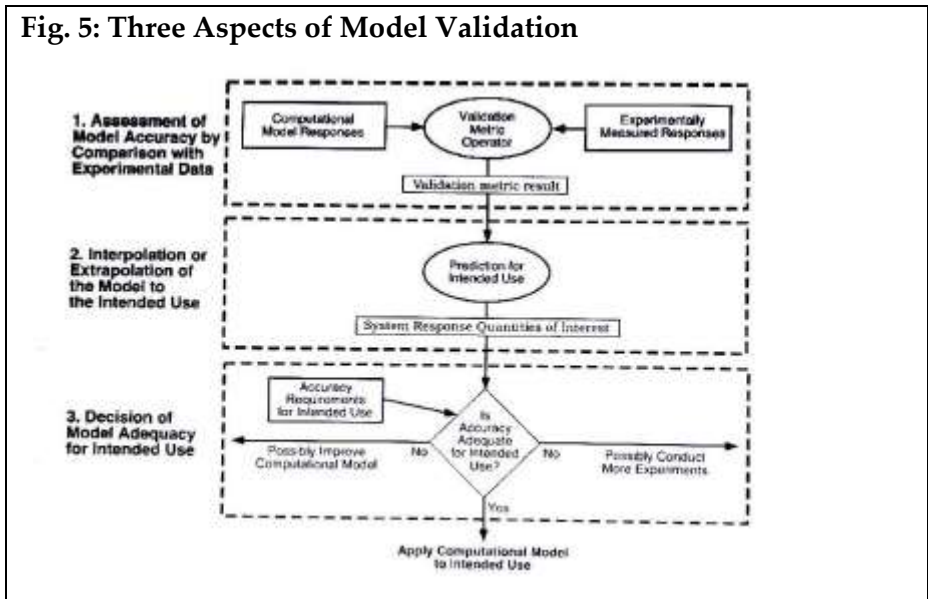 Fig. 5: Three Aspects of Model Validation
1. Assessment of
Model Accuracy by
Comparison with
Experimental Data
Computational
Model Responses
Validation
Metric
Operator
Experimentally
Measured Responses
Validation metric result
2. Interpolation or
Extrapolation of
the Model to
the Intended Use
Prediction for
Intended Use
System Response Quantities of Interest
3. Decision of
Model Adequacy
for Intended Use
Accuracy
Requirements
for Intended Use
Is
Accuracy
Adequate
for Intended
Use?
No
Possibly Improve
Computational Model
No
Possibly Conduct
More Experiments
Yes
Apply Computational Model
to Intended Use